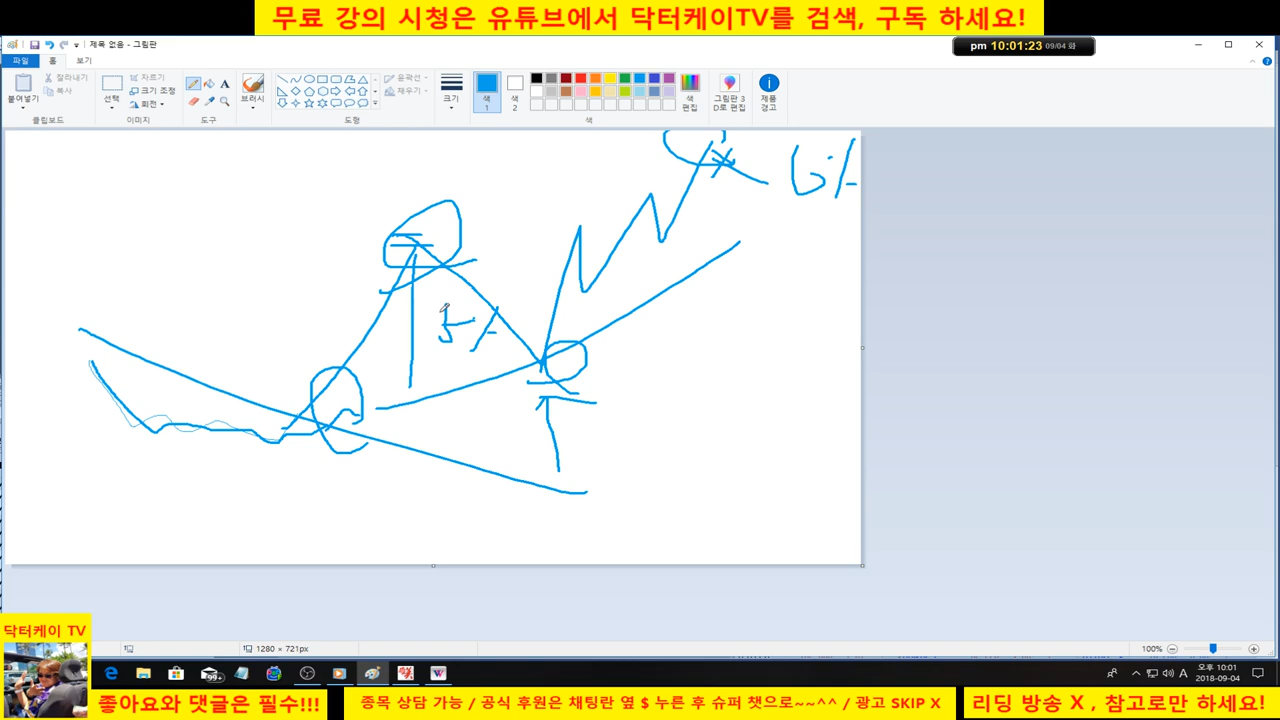 무료 강의 시청은 유튜브에서 닥터케이TV를 검색, 구독 하세요!
제목 없음 - 그림판
pm 10:01:23 09/04 화
파일 홈 보기
붙여넣기
잘라내기
복사
클립보드
선택
자르기
크기 조정
회전
이미지
A
도구
브러시
윤곽선
채우기
도형
크기
색 1
색 2
색 편집
그림판 3D로 편집
제품 경고
색
6%
5%
닥터케이 TV
1280 × 721px
100%
99+
A
오후 10:01
2018-09-04
좋아요와 댓글은 필수!!!
종목 상담 가능 / 공식 후원은 채팅란 옆 $ 누른 후 슈퍼 챗으로~~^^ / 광고 SKIP X
리딩 방송 X , 참고로만 하세요!